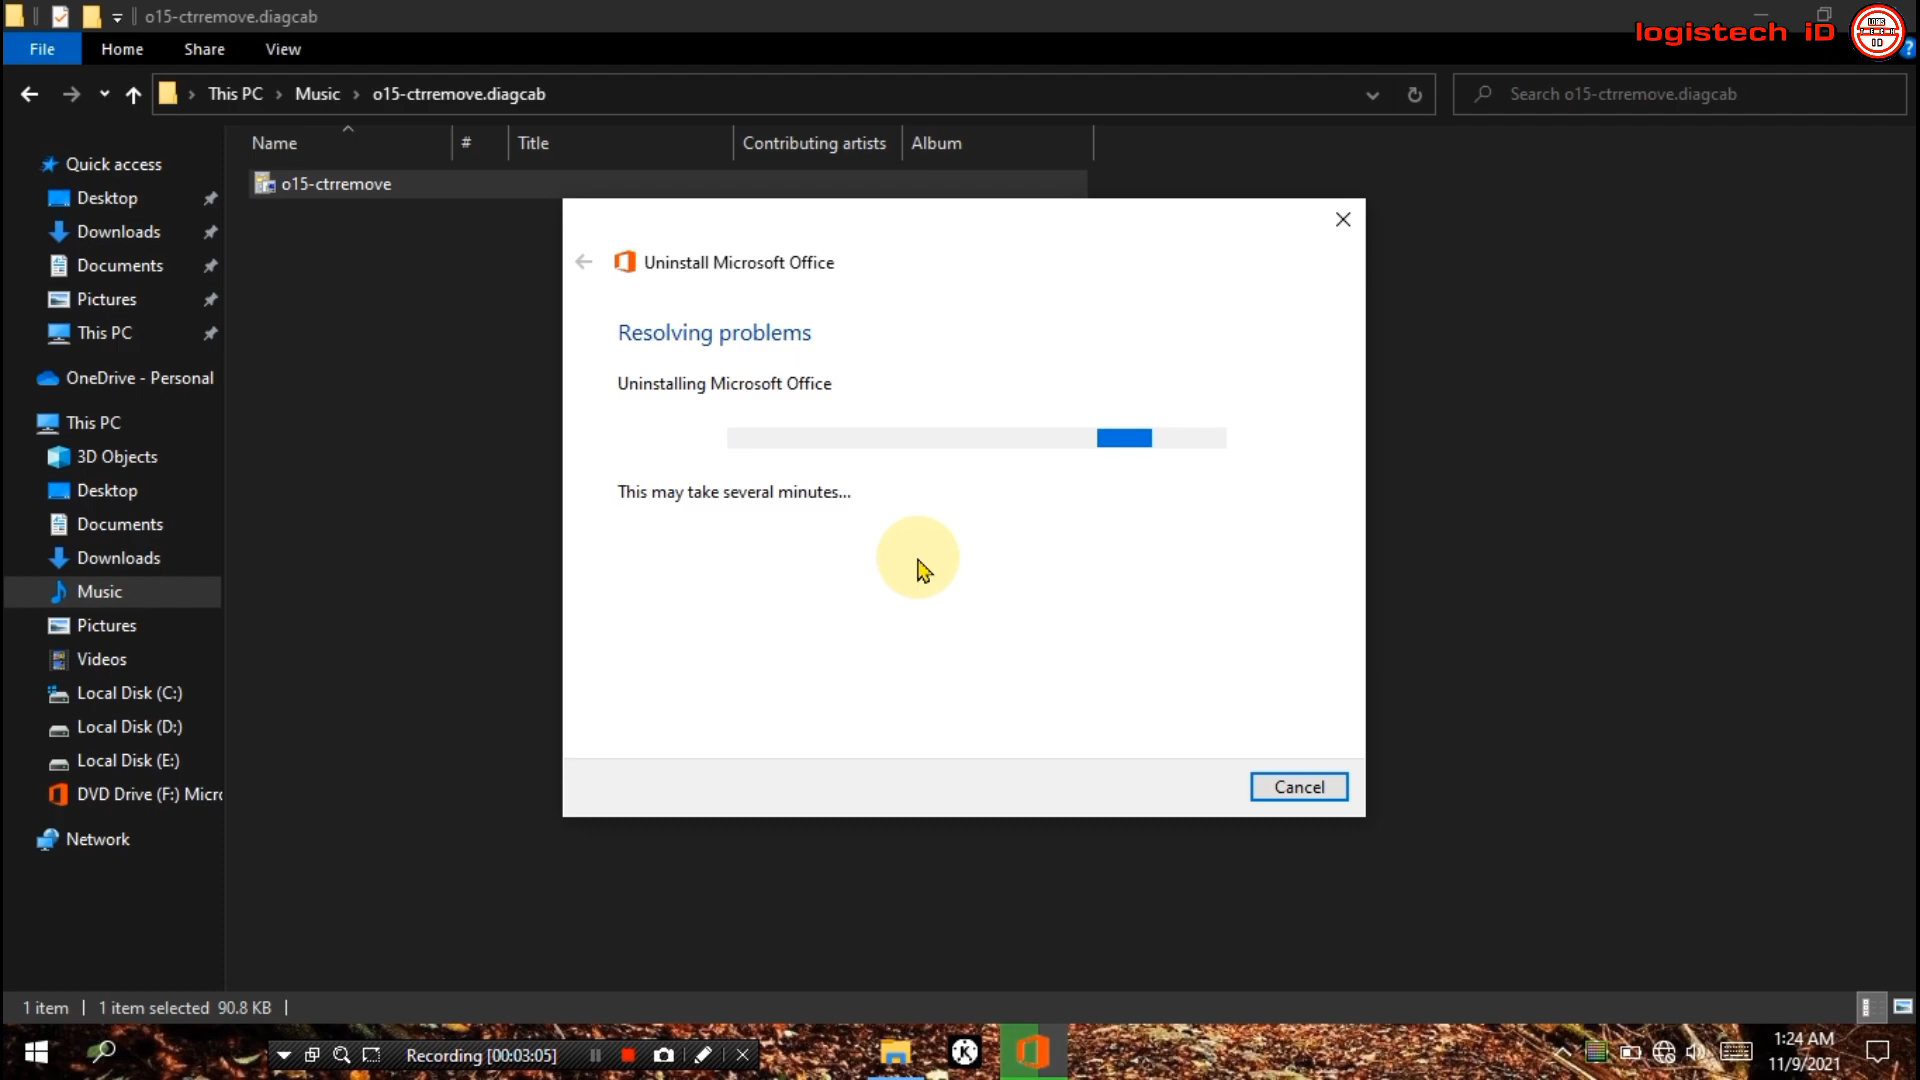 o15-ctrremove.diagcab
logistech iD
File Home Share View
This PC Music o15-ctrremove.diagcab
Search o15-ctrremove.diagcab
Name # Title Contributing artists Album
Quick access
o15-ctrremove
Desktop
Downloads
Documents
Pictures
This PC
OneDrive - Personal
This PC
3D Objects
Desktop
Documents
Downloads
Music
Pictures
Videos
Local Disk (C:)
Local Disk (D:)
Local Disk (E:)
DVD Drive (F:) Micro
Network
Uninstall Microsoft Office
Resolving problems
Uninstalling Microsoft Office
This may take several minutes...
Cancel
1 item 1 item selected 90.8 KB
Recording [00:03:05]
K
1:24 AM
11/9/2021